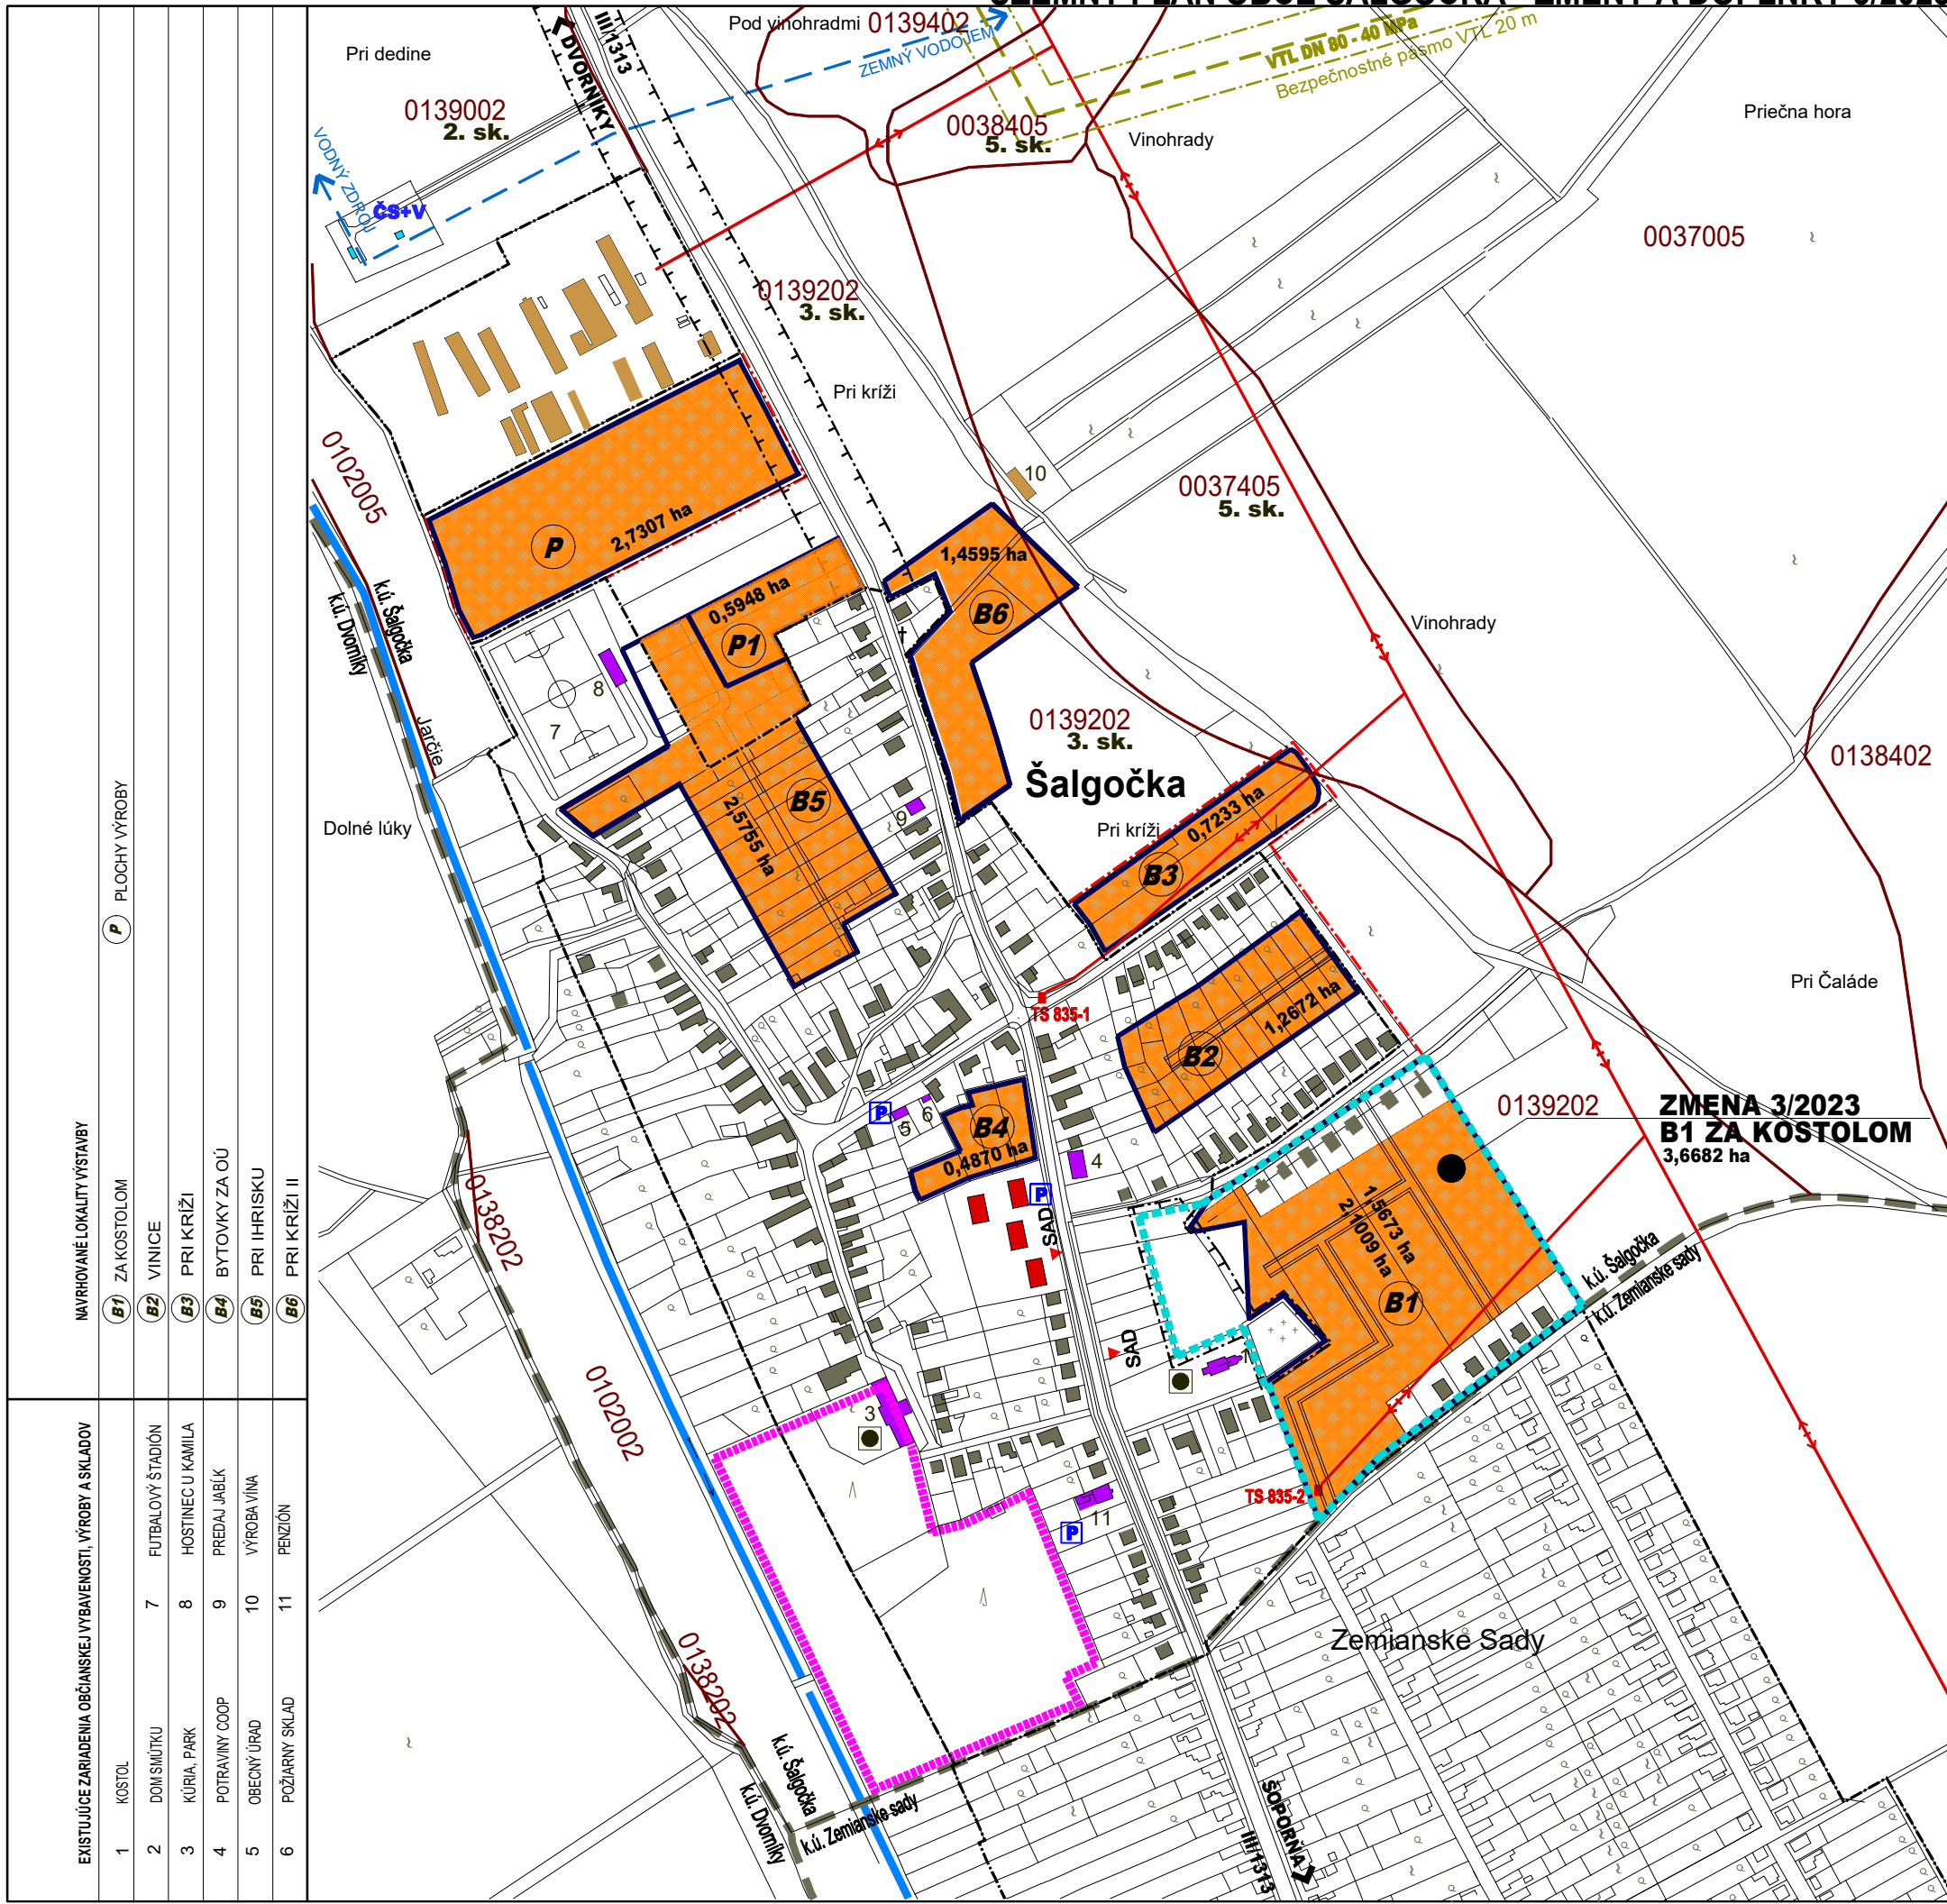 Pod vinohradmi
0139402
ZEMNÝ VODOJEM
VTL DN 80 - 40 MPa
Bezpečnostné pásmo VTL 20 m
Pri dedine
III/1313
DVORNÍKY
0139002
2. sk.
0038405
5. sk.
Vinohrady
Priečna hora
VODNÝ ZDROJ
ČS+V
0037005
0139202
3. sk.
Pri kríži
0102005
10
0037405
5. sk.
P
2,7307 ha
1,4595 ha
B6
0,5948 ha
P1
k.ú. Šalgočka
k.ú. Dvorníky
Vinohrady
8
7
Jarčie
0139202
3. sk.
Šalgočka
0138402
Dolné lúky
B5
2,5755 ha
9
Pri kríži
0,7233 ha
B3
Pri Čaláde
TS 835-1
1,2672 ha
B2
P
5
6
B4
0,4870 ha
4
0139202
ZMENA 3/2023
B1 ZA KOSTOLOM
3,6682 ha
0138202
P
SAD
1,5673 ha
2,1009 ha
B1
k.ú. Šalgočka
k.ú. Zemianske sady
SAD
1
0102002
3
TS 835-2
11
P
Zemianske Sady
0138202
k.ú. Šalgočka
k.ú. Dvorníky
k.ú. Zemianske sady
ŠOPORŇA
III/1313
NAVRHOVANÉ LOKALITY VÝSTAVBY
B1 ZA KOSTOLOM
P PLOCHY VÝROBY
B2 VINICE
B3 PRI KRÍŽI
B4 BYTOVKY ZA OÚ
B5 PRI IHRISKU
B6 PRI KRÍŽI II
EXISTUJÚCE ZARIADENIA OBČIANSKEJ VYBAVENOSTI, VÝROBY A SKLADOV
1 KOSTOL
2 DOM SMÚTKU
3 KÚRIA, PARK
4 POTRAVINY COOP
5 OBECNÝ ÚRAD
6 POŽIARNY SKLAD
7 FUTBALOVÝ ŠTADIÓN
8 HOSTINEC U KAMILA
9 PREDAJ JABĹK
10 VÝROBA VÍNA
11 PENZIÓN